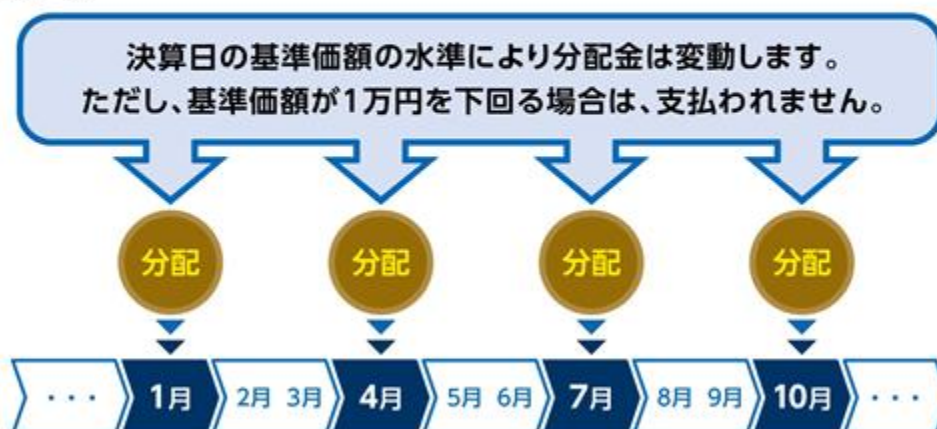 決算日の基準価額の水準により分配金は変動します。
ただし、基準価額が1万円を下回る場合は、支払われません。
分配 分配 分配 分配
・・・ 1月 2月 3月 4月 5月 6月 7月 8月 9月 10月 ・・・